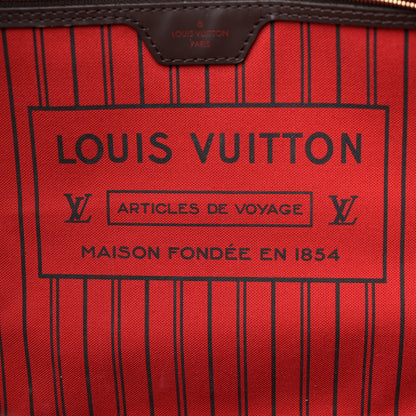 LOUIS VUITTON
PARIS
LOUIS VUITTON
LV ARTICLES DE VOYAGE LV
MAISON FONDÉE EN 1854